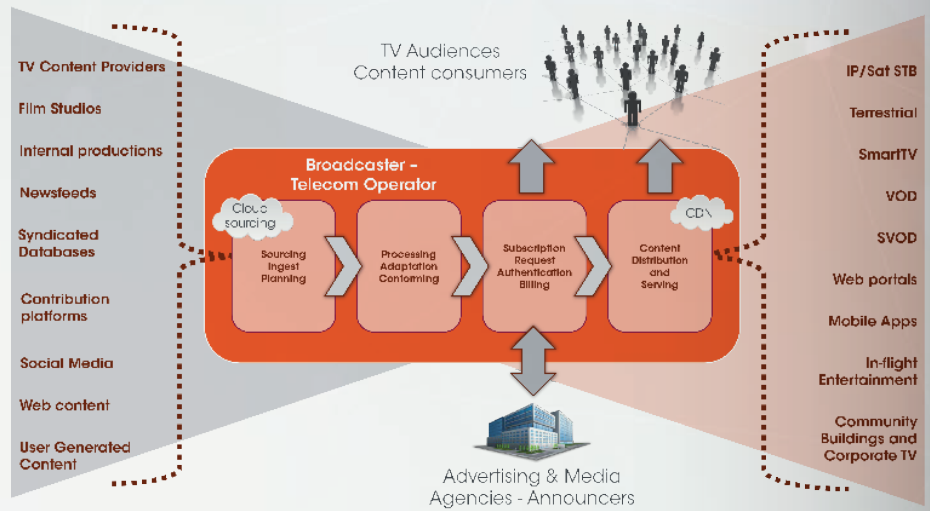 TV Audiences
Content consumers
TV Content Providers
Film Studios
Internal productions
Newsfeeds
Syndicated
Databases
Contribution
platforms
Social Media
Web content
User Generated
Content
Broadcaster -
Telecom Operator
Cloud
sourcing
Sourcing
Ingest
Planning
Processing
Adaptation
Conforming
Subscription
Request
Authentication
Billing
CDN
Content
Distribution
and
Serving
IP/Sat STB
Terrestrial
SmartTV
VOD
SVOD
Web portals
Mobile Apps
In-flight
Entertainment
Community
Buildings and
Corporate TV
Advertising & Media
Agencies - Announcers